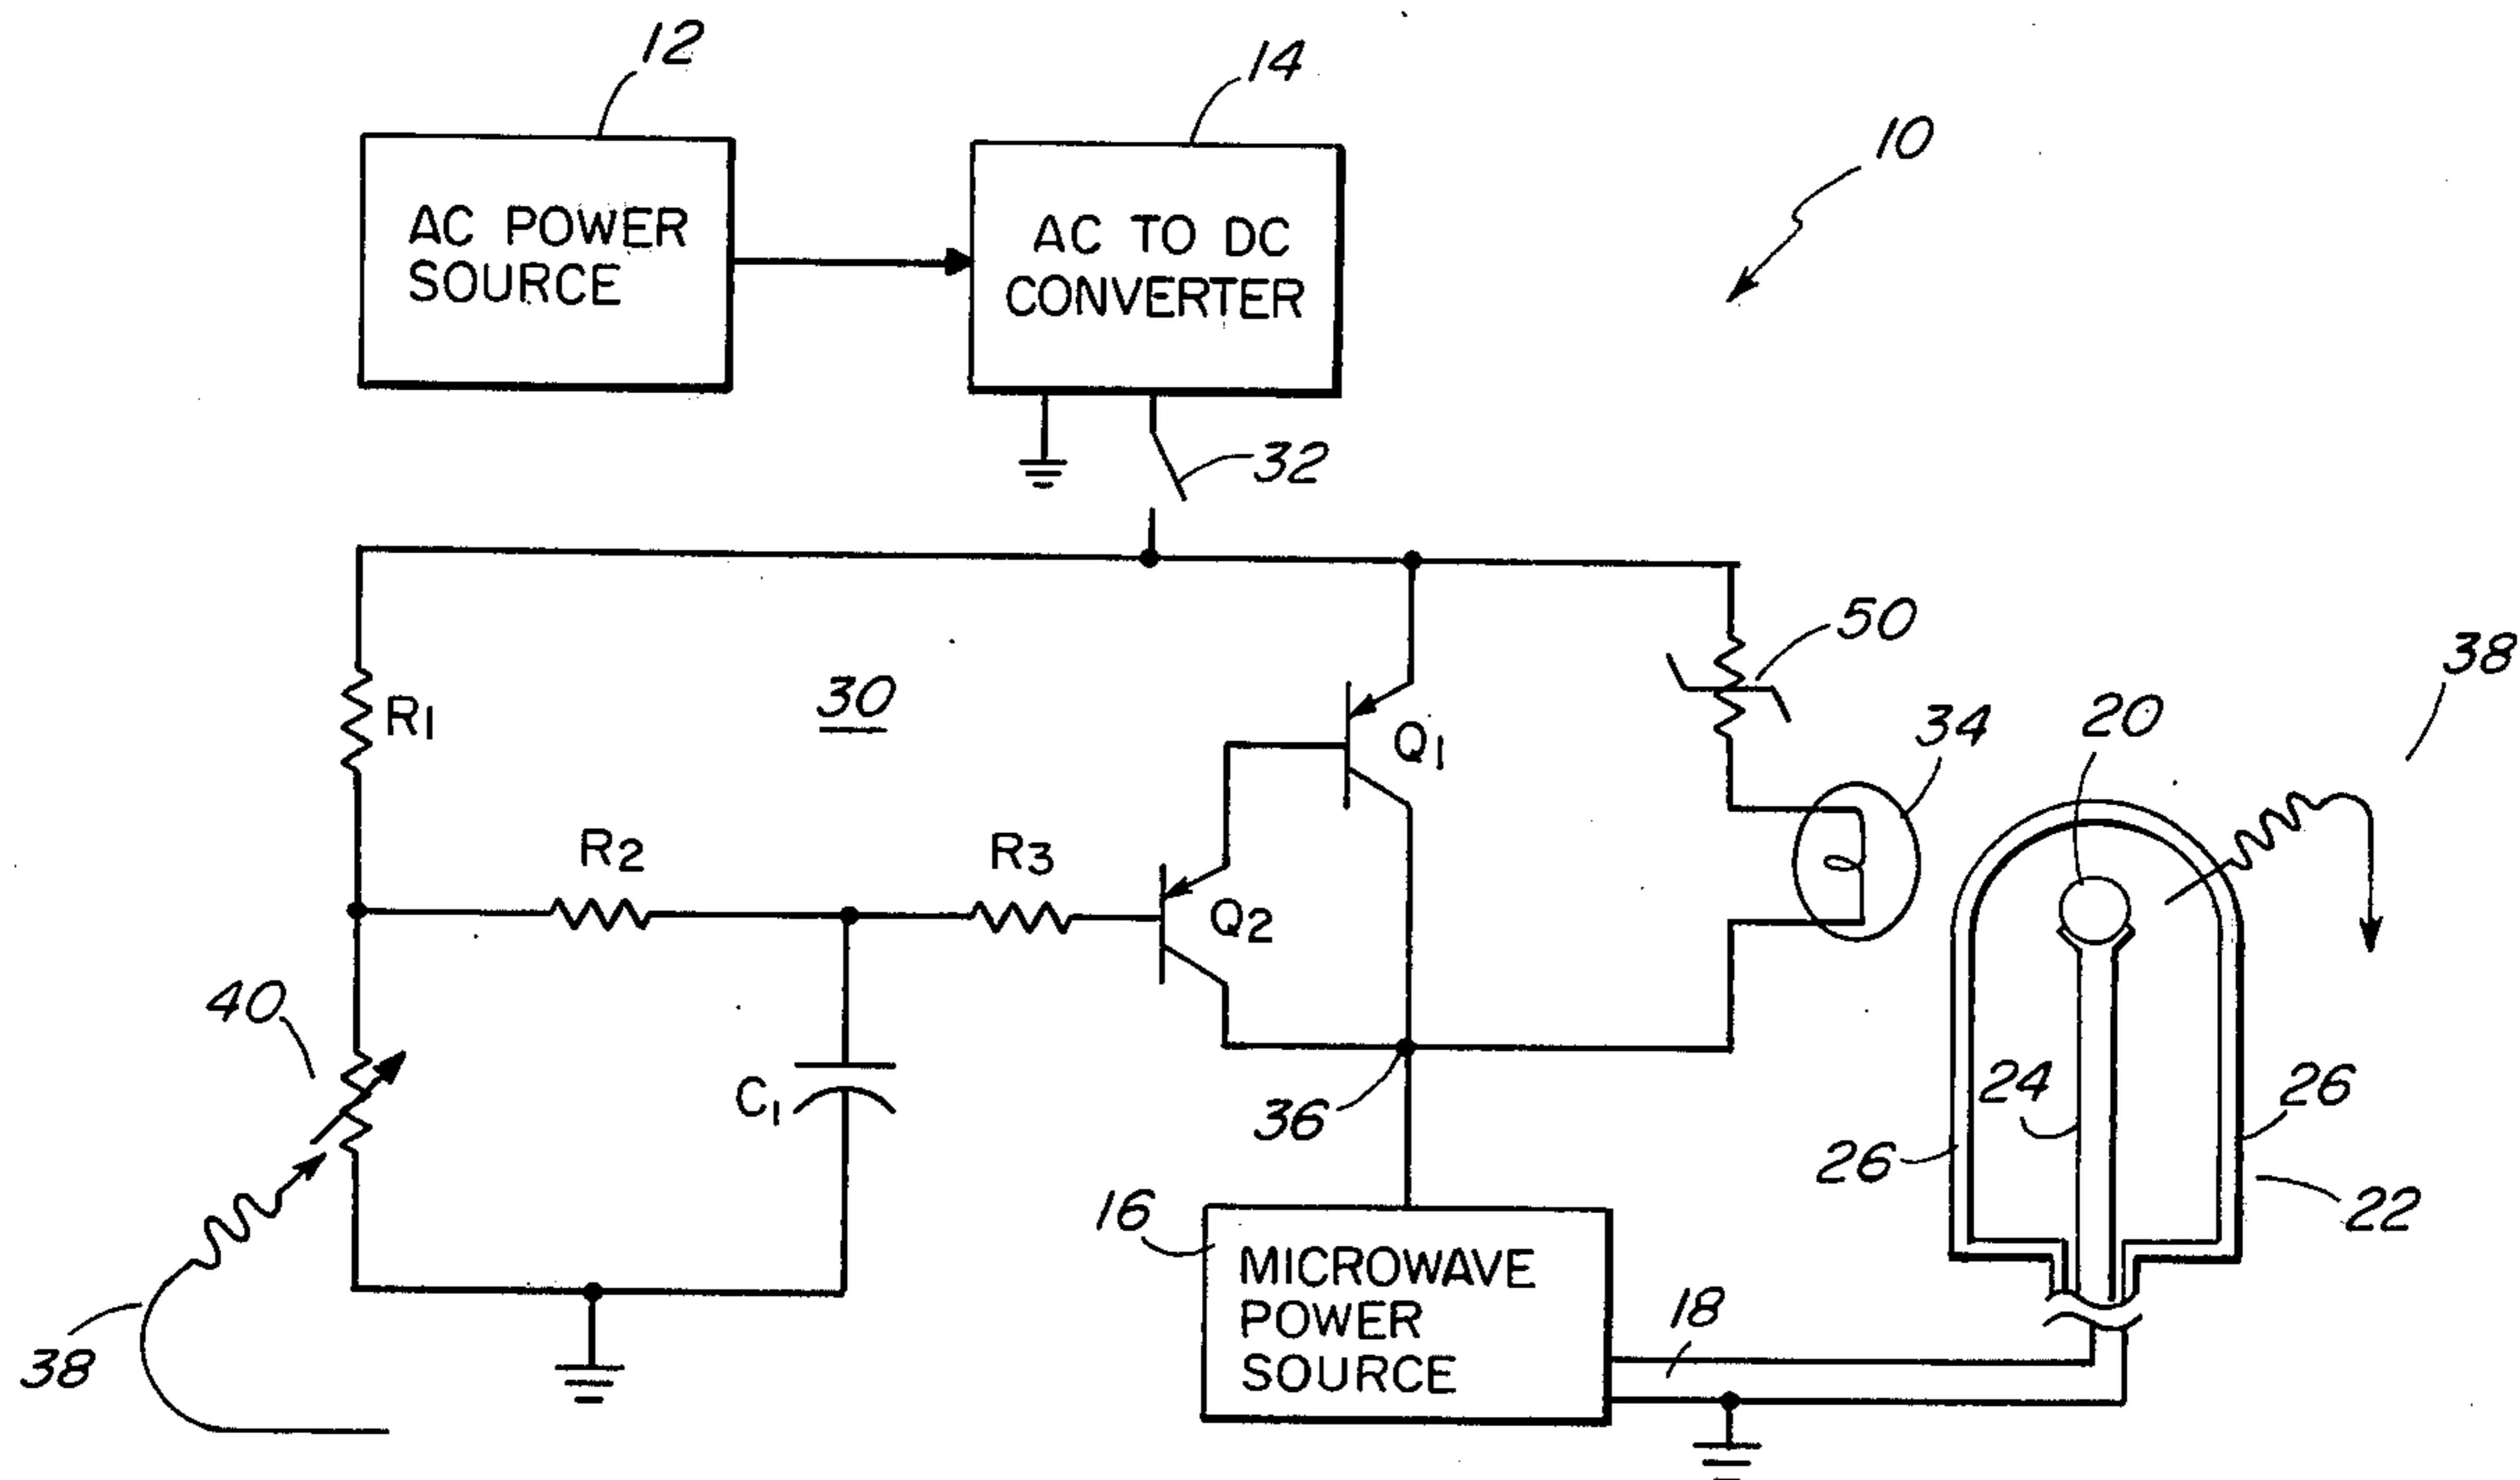 12
14
10
AC POWER
SOURCE
AC TO DC
CONVERTER
32
50
38
30
R1
Q1
20
34
R2
R3
Q2
40
C1
36
24
26
26
22
16
MICROWAVE
POWER
SOURCE
18
38